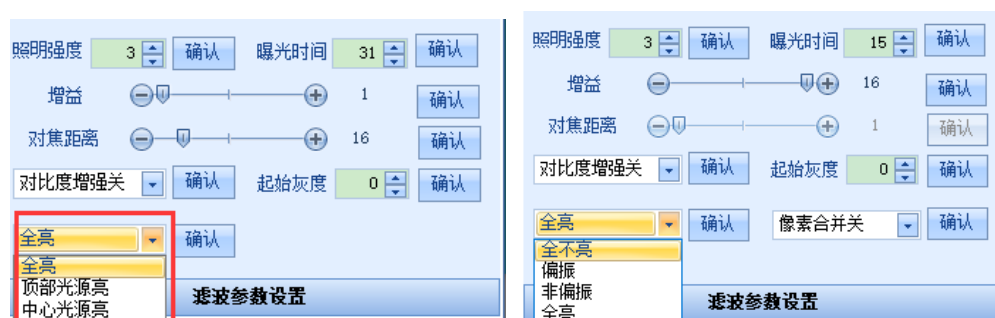 照明强度 3 确认 曝光时间 31 确认
增益 1 确认
对焦距离 16 确认
对比度增强关 确认 起始灰度 0 确认
全亮 确认
全亮
顶部光源亮
中心光源亮
滤波参数设置
照明强度 3 确认 曝光时间 15 确认
增益 16 确认
对焦距离 1 确认
对比度增强关 确认 起始灰度 0 确认
全亮 确认 像素合并关 确认
全不亮
偏振
非偏振
全亮
滤波参数设置